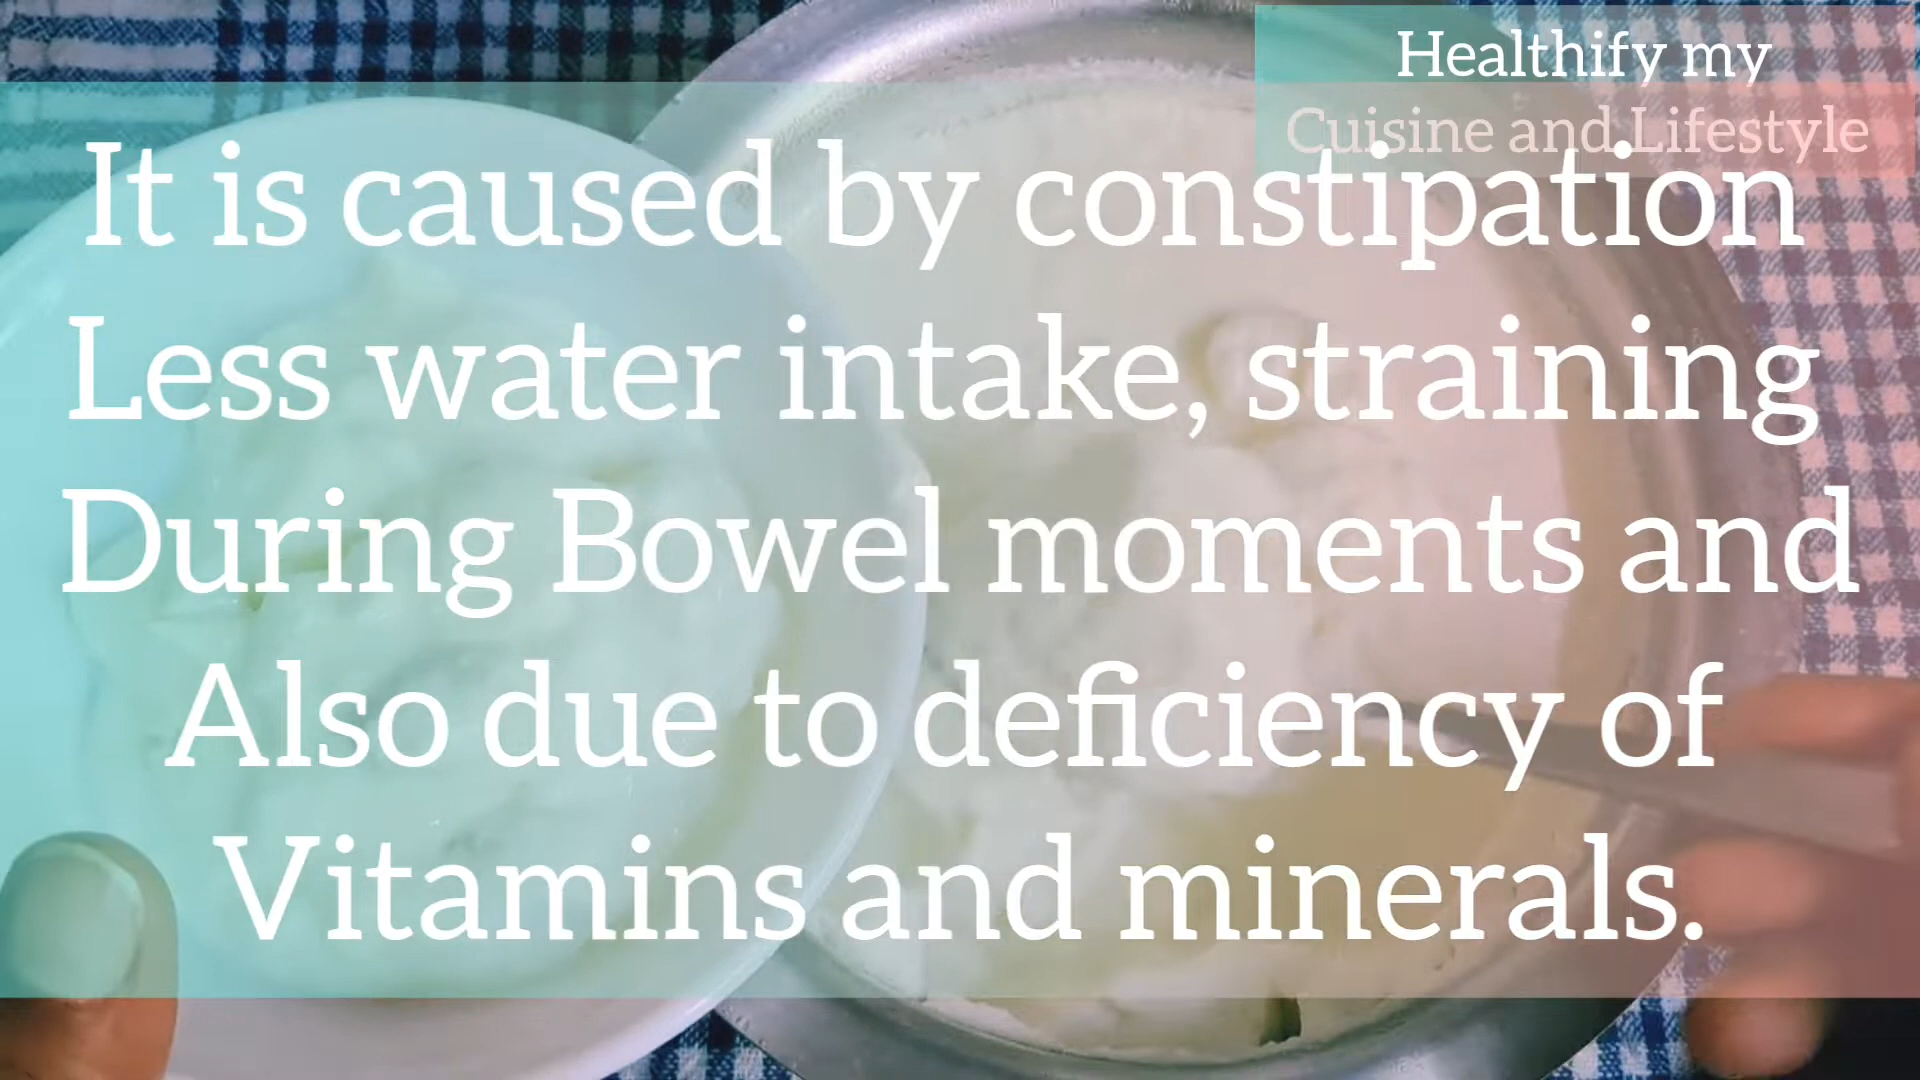 Healthify my
Cuisine and Lifestyle
It is caused by constipation
Less water intake, straining
During Bowel moments and
Also due to deficiency of
Vitamins and minerals.